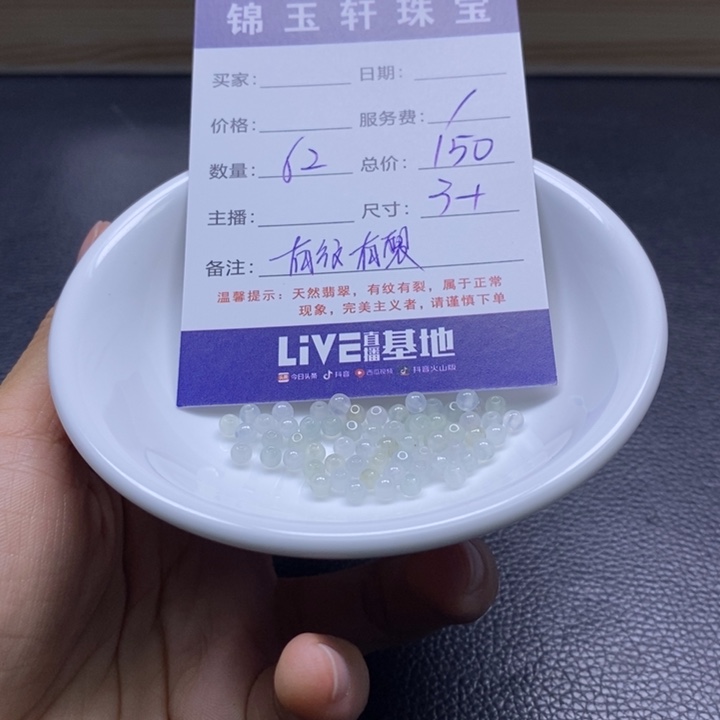 锦玉轩珠宝
买家： 日期：
价格： 服务费： /
数量： 62 总价： 150
主播： 尺寸： 3+
备注： 有纹有裂
温馨提示：天然翡翠，有纹有裂，属于正常
现象，完美主义者，请谨慎下单
LiVE直播基地
今日头条 抖音 西瓜视频 抖音火山版